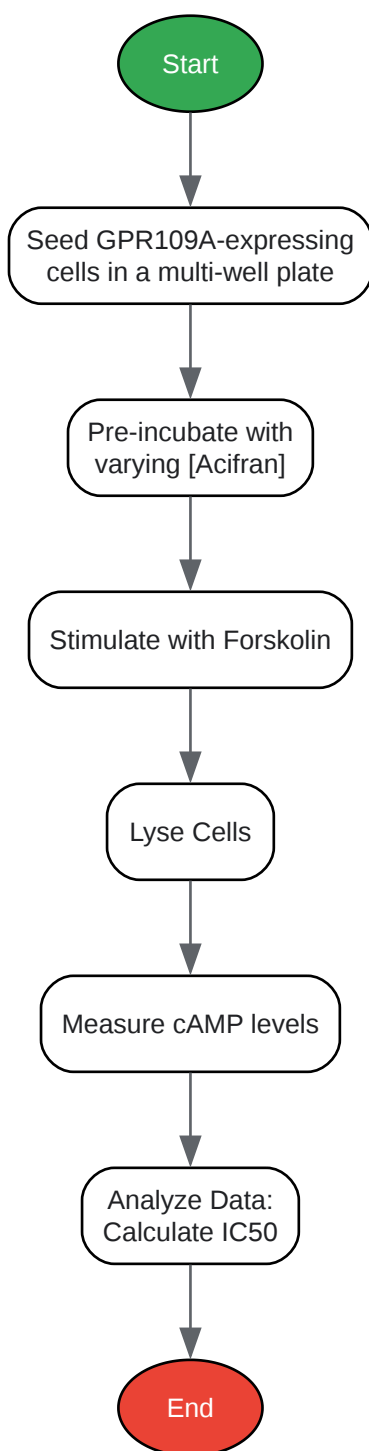 Start
Seed GPR109A-expressing
cells in a multi-well plate
Pre-incubate with
varying [Acifran]
Stimulate with Forskolin
Lyse Cells
Measure cAMP levels
Analyze Data:
Calculate IC50
End